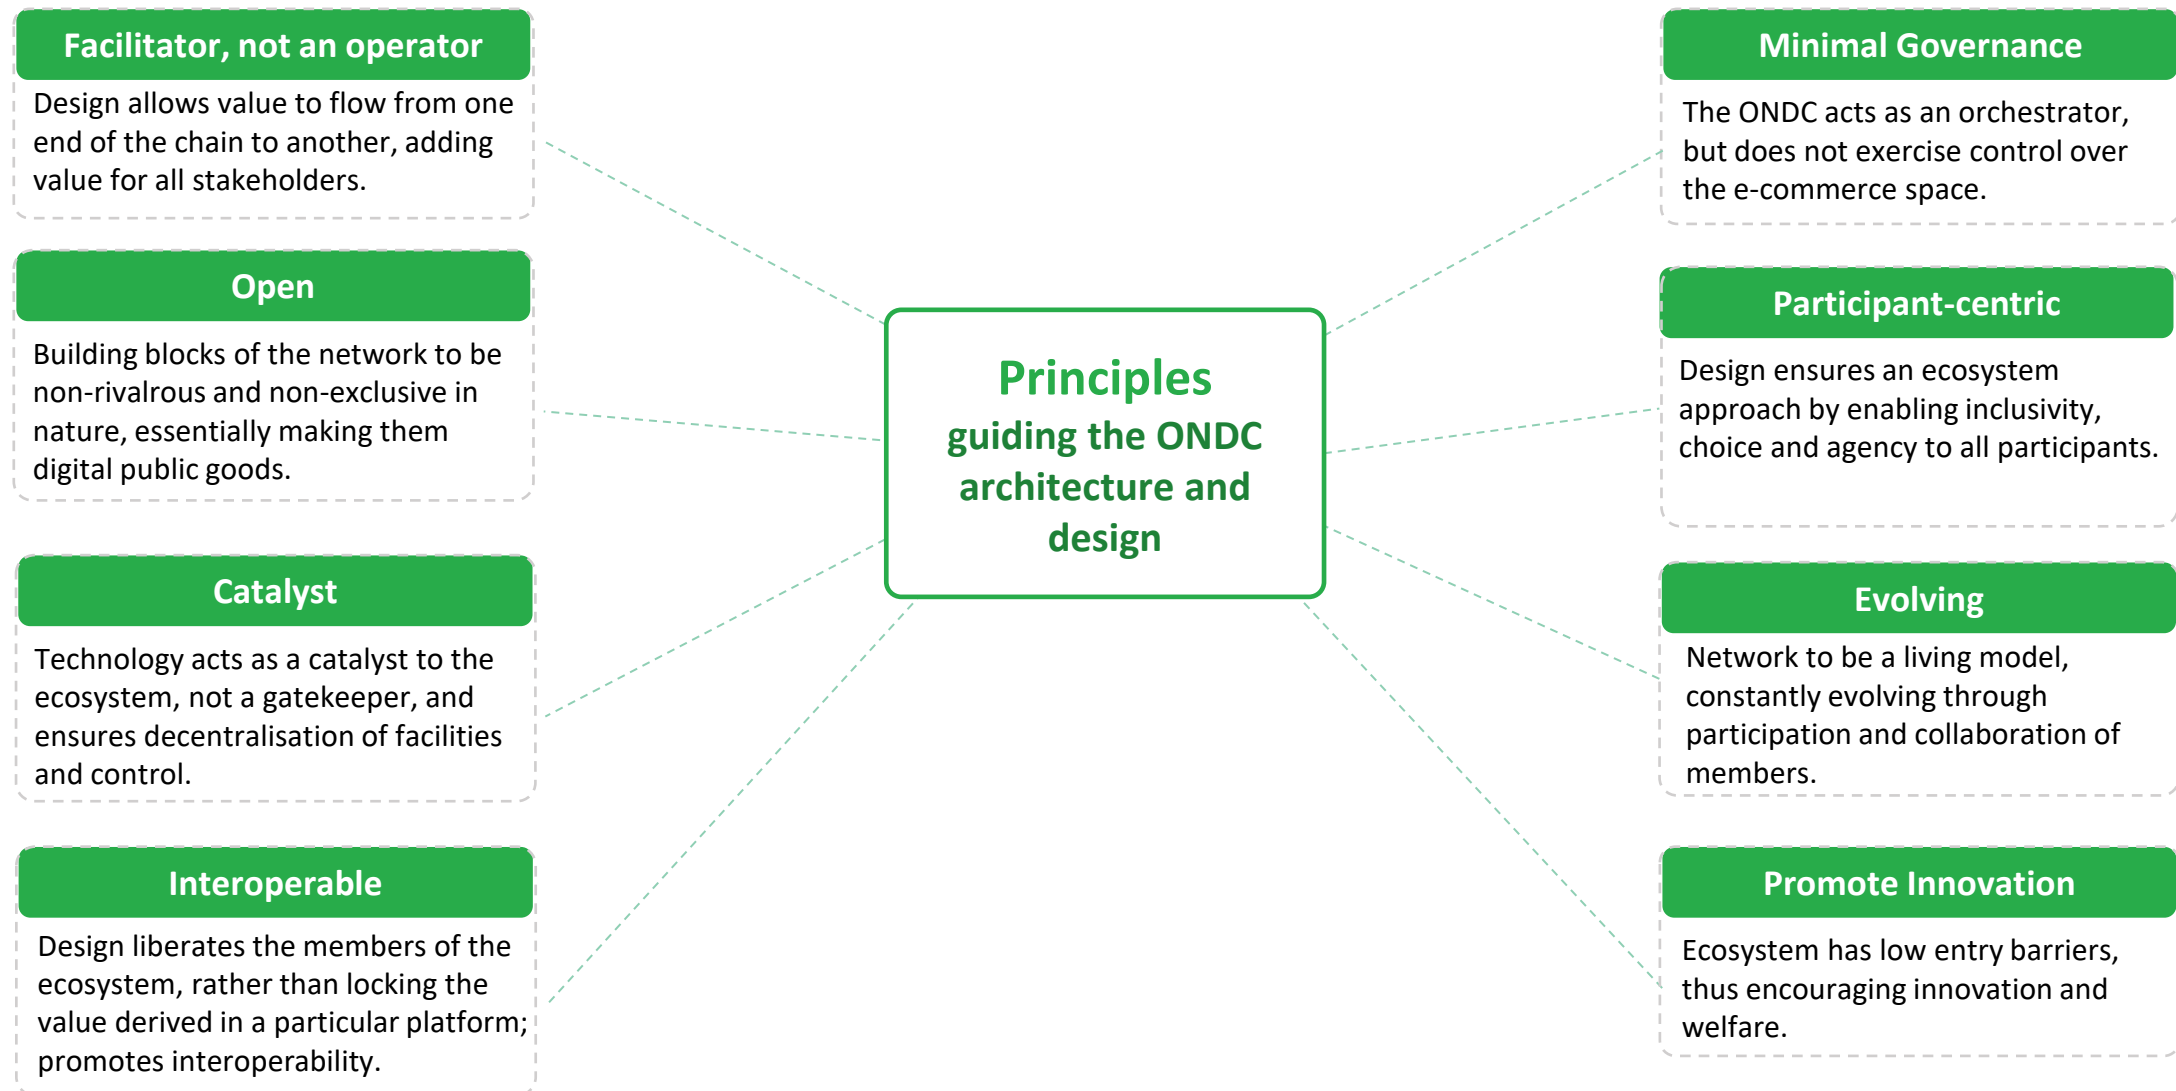 Facilitator, not an operator
Design allows value to flow from one
end of the chain to another, adding
value for all stakeholders.
Open
Building blocks of the network to be
non-rivalrous and non-exclusive in
nature, essentially making them
digital public goods.
Catalyst
Technology acts as a catalyst to the
ecosystem, not a gatekeeper, and
ensures decentralisation of facilities
and control.
Interoperable
Design liberates the members of the
ecosystem, rather than locking the
value derived in a particular platform;
promotes interoperability.
Principles
guiding the ONDC
architecture and
design
Minimal Governance
The ONDC acts as an orchestrator,
but does not exercise control over
the e-commerce space.
Participant-centric
Design ensures an ecosystem
approach by enabling inclusivity,
choice and agency to all participants.
Evolving
Network to be a living model,
constantly evolving through
participation and collaboration of
members.
Promote Innovation
Ecosystem has low entry barriers,
thus encouraging innovation and
welfare.